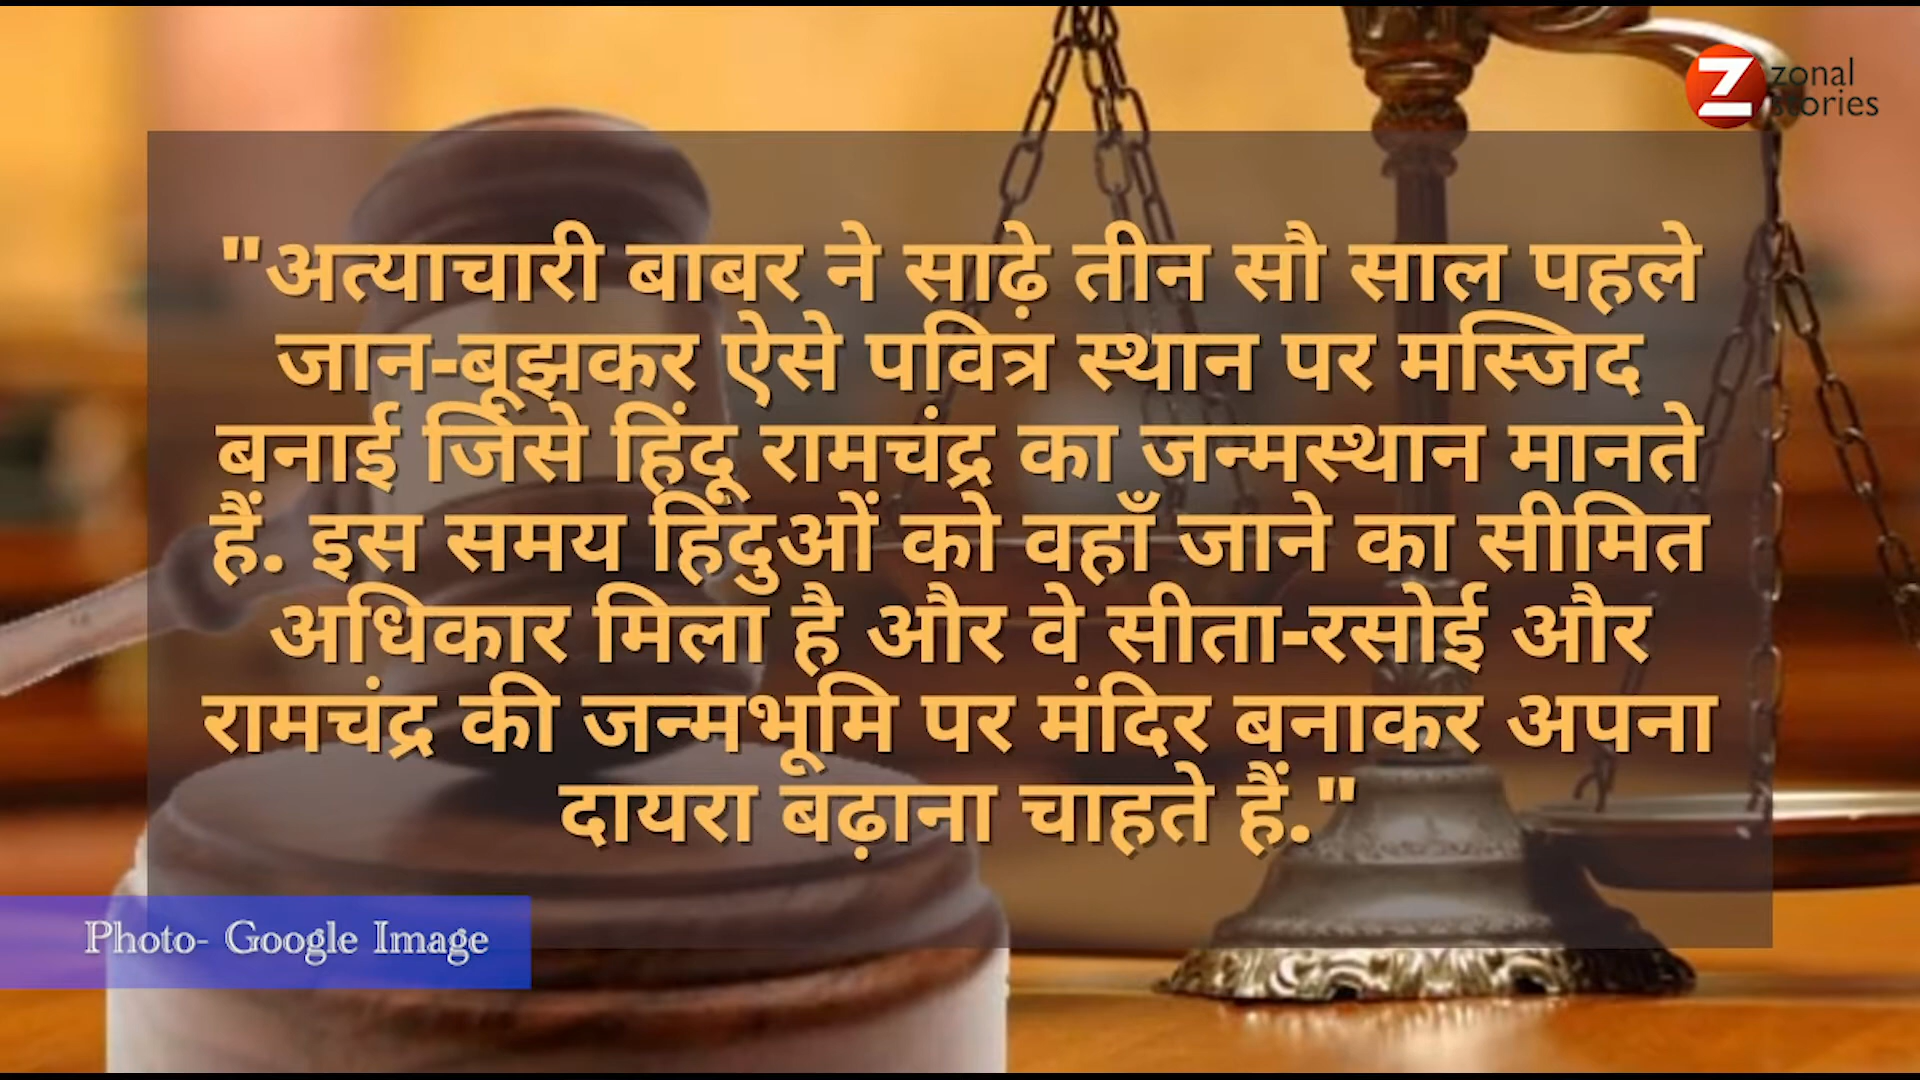 zonal
stories
"अत्याचारी बाबर ने साढ़े तीन सौ साल पहले
जान-बूझकर ऐसे पवित्र स्थान पर मस्जिद
बनाई जिसे हिंदू रामचंद्र का जन्मस्थान मानते
हैं. इस समय हिंदुओं को वहाँ जाने का सीमित
अधिकार मिला है और वे सीता-रसोई और
रामचंद्र की जन्मभूमि पर मंदिर बनाकर अपना
दायरा बढ़ाना चाहते हैं."
Photo- Google Image